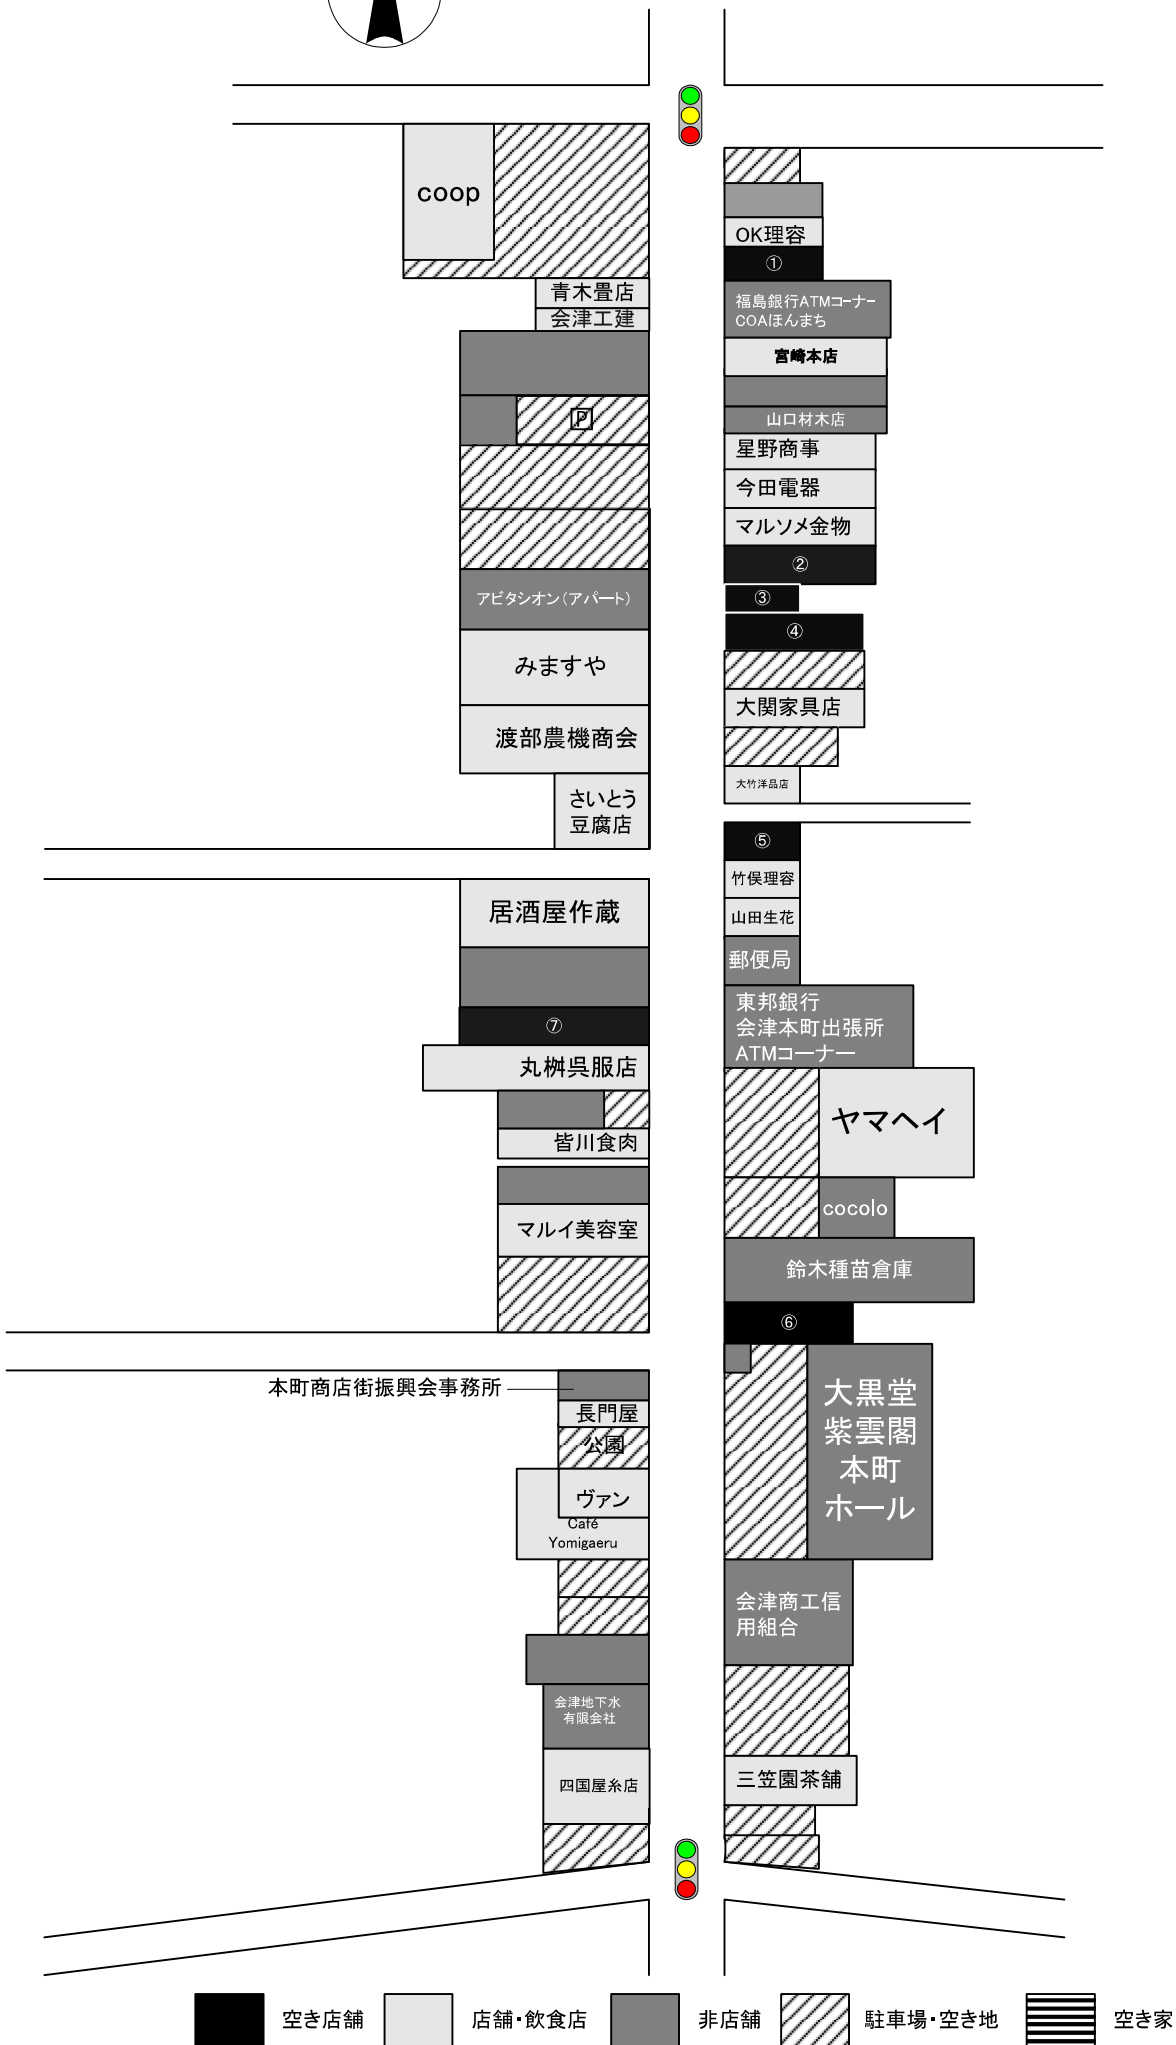 coop
青木畳店
会津工建
P
アビタシオン（アパート）
みますや
渡部農機商会
さいとう
豆腐店
居酒屋作蔵
⑦
丸桝呉服店
皆川食肉
マルイ美容室
本町商店街振興会事務所
長門屋
公園
ヴァン
Café
Yomigaeru
会津地下水
有限会社
四国屋糸店
OK理容
①
福島銀行ATMコーナー
COAほんまち
宮崎本店
山口材木店
星野商事
今田電器
マルソメ金物
②
③
④
大関家具店
大竹洋品店
⑤
竹俣理容
山田生花
郵便局
東邦銀行
会津本町出張所
ATMコーナー
ヤマヘイ
cocolo
鈴木種苗倉庫
⑥
大黒堂
紫雲閣
本町
ホール
会津商工信
用組合
三笠園茶舗
空き店舗
店舗・飲食店
非店舗
駐車場・空き地
空き家